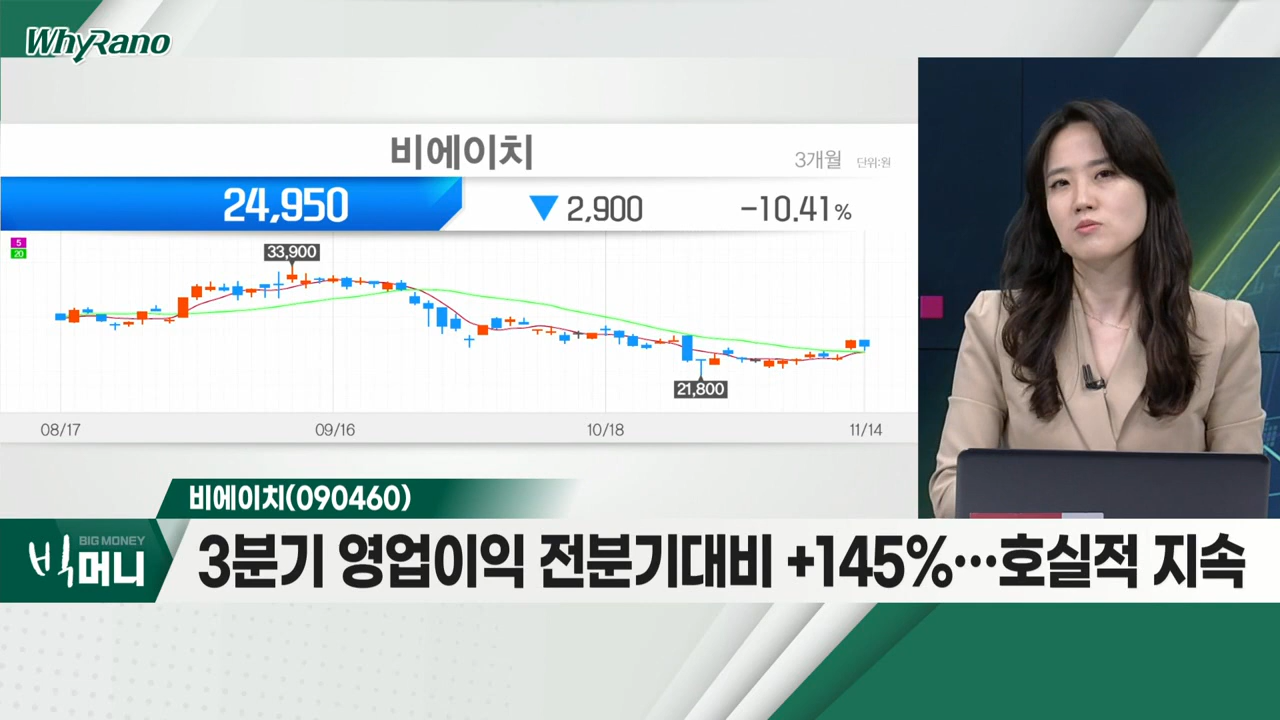 WhyRano
비에이치
3개월 단위:원
24,950 ▼ 2,900 -10.41%
5
20
33,900
21,800
08/17 09/16 10/18 11/14
비에이치(090460)
BIG MONEY
빅머니
3분기 영업이익 전분기대비 +145%…호실적 지속